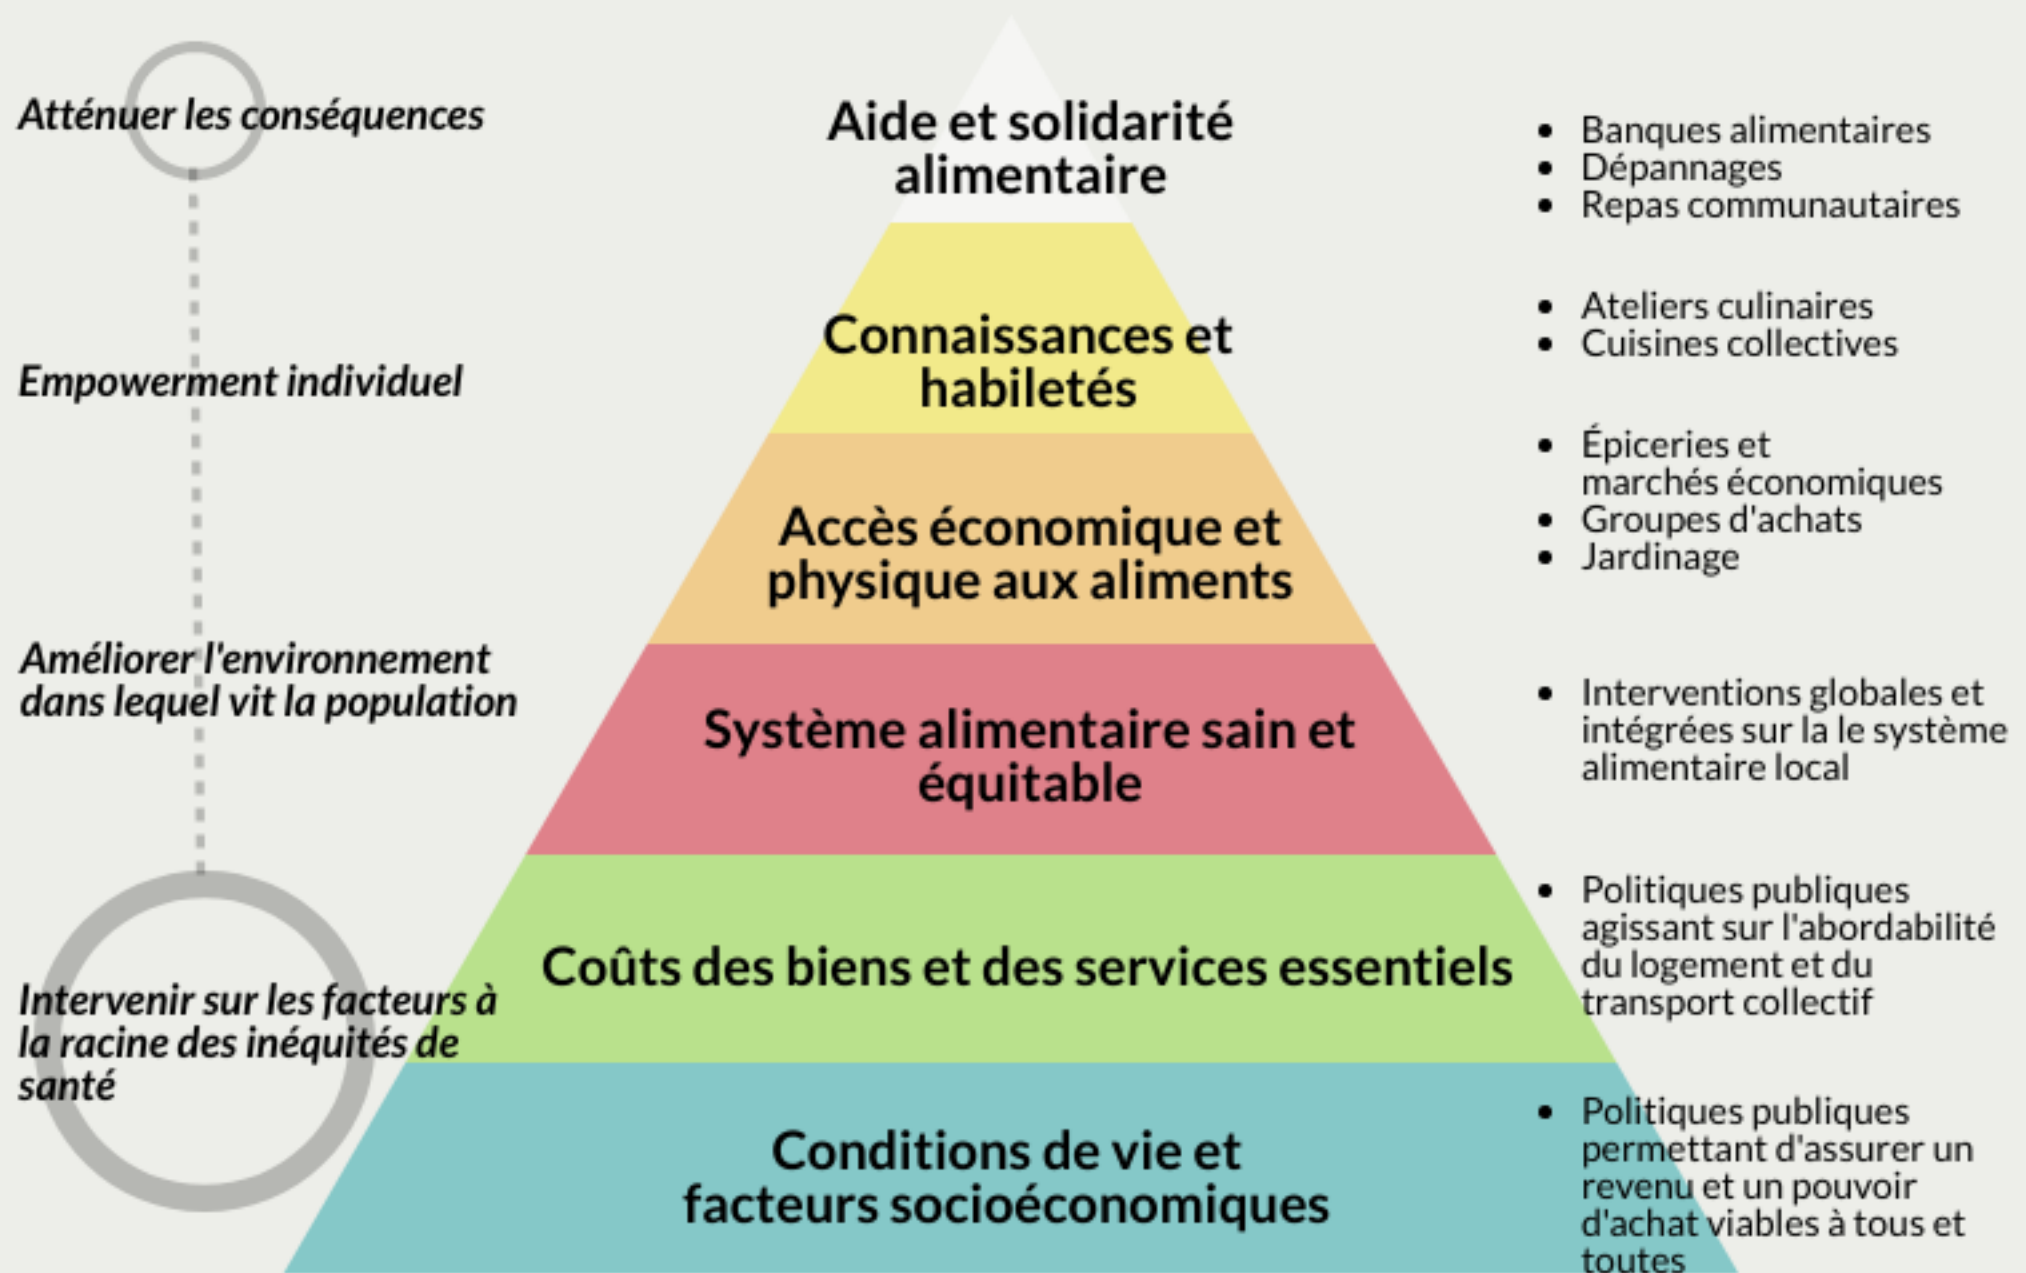 Atténuer les conséquences
Aide et solidarité
alimentaire
• Banques alimentaires
• Dépannages
• Repas communautaires
Empowerment individuel
Connaissances et
habiletés
• Ateliers culinaires
• Cuisines collectives
Accès économique et
physique aux aliments
• Épiceries et
marchés économiques
• Groupes d'achats
• Jardinage
Améliorer l'environnement
dans lequel vit la population
Système alimentaire sain et
équitable
• Interventions globales et
intégrées sur la le système
alimentaire local
Intervenir sur les facteurs à
la racine des inéquités de
santé
Coûts des biens et des services essentiels
• Politiques publiques
agissant sur l'abordabilité
du logement et du
transport collectif
Conditions de vie et
facteurs socioéconomiques
• Politiques publiques
permettant d'assurer un
revenu et un pouvoir
d'achat viables à tous et
toutes